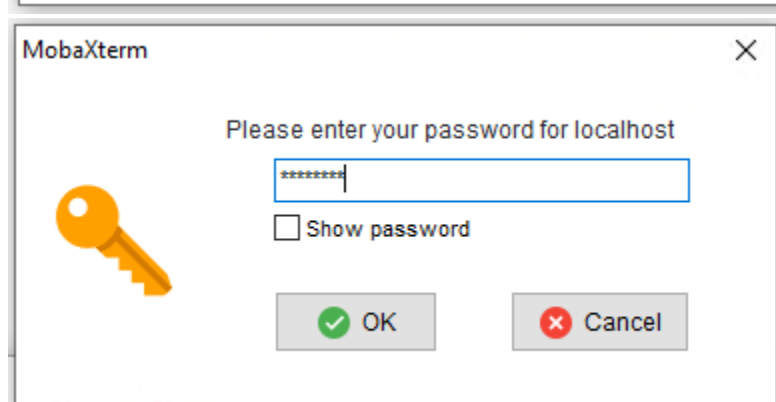 MobaXterm
Please enter your password for localhost
********
Show password
OK
Cancel